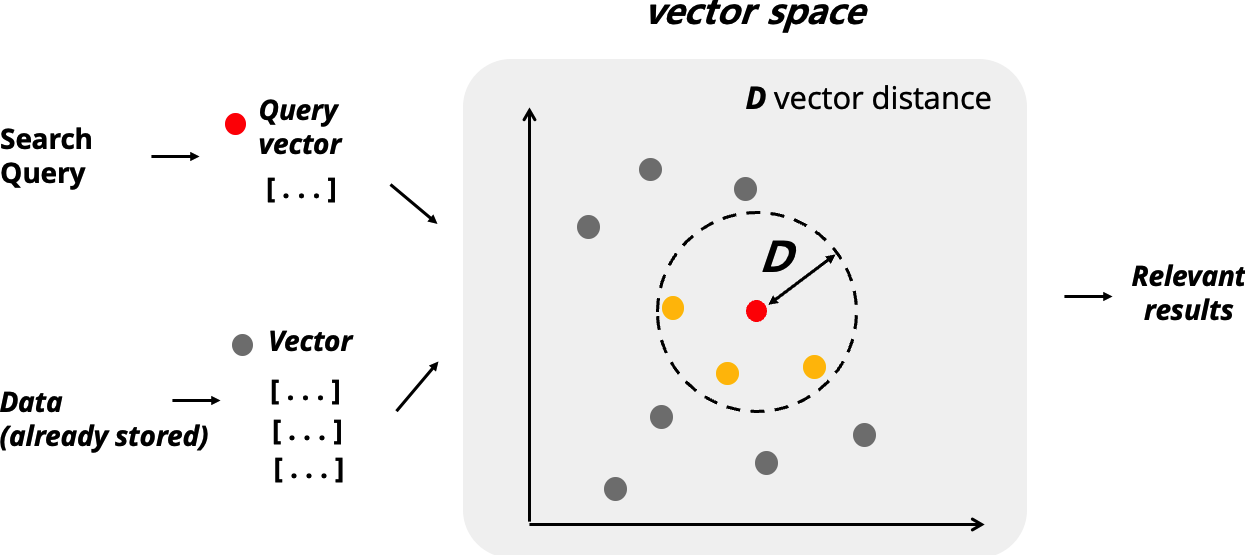 vector space
D vector distance
Search
Query
Query
vector
[...]
D
Vector
[...]
[...]
[...]
Data
(already stored)
Relevant
results